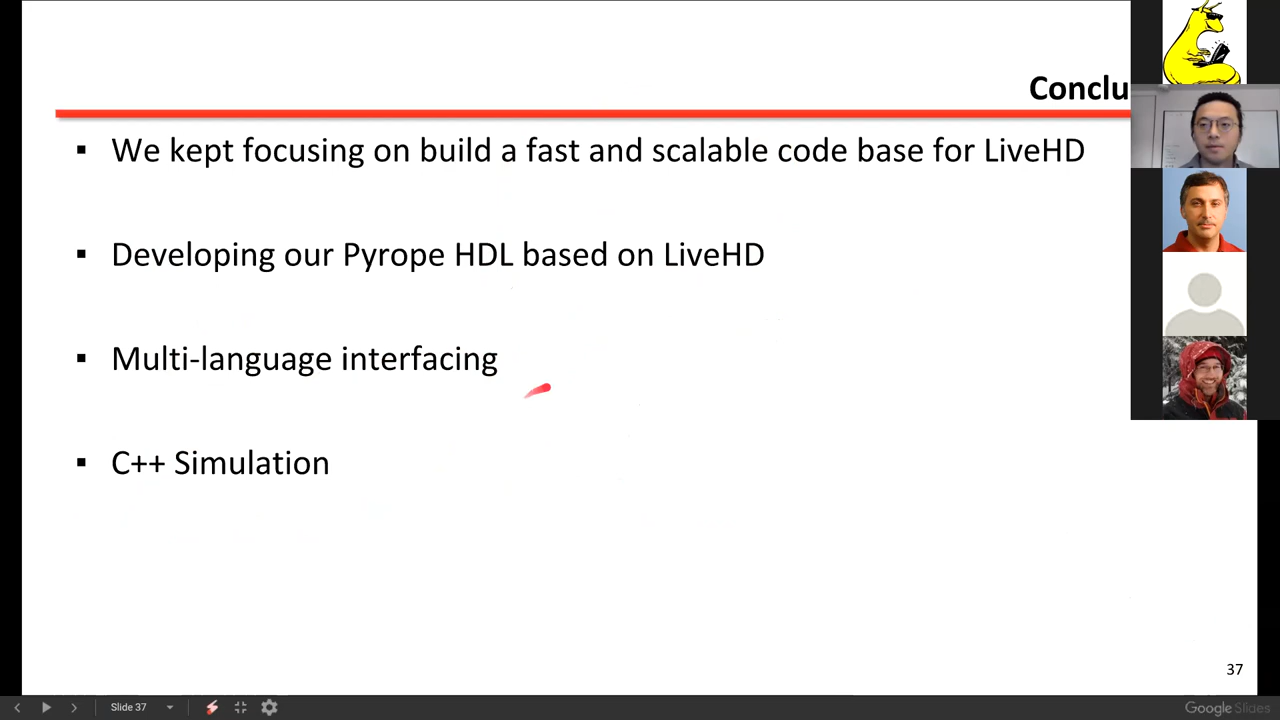 Conclu
▪ We kept focusing on build a fast and scalable code base for LiveHD
▪ Developing our Pyrope HDL based on LiveHD
▪ Multi-language interfacing
▪ C++ Simulation
37
Slide 37
Google Slides